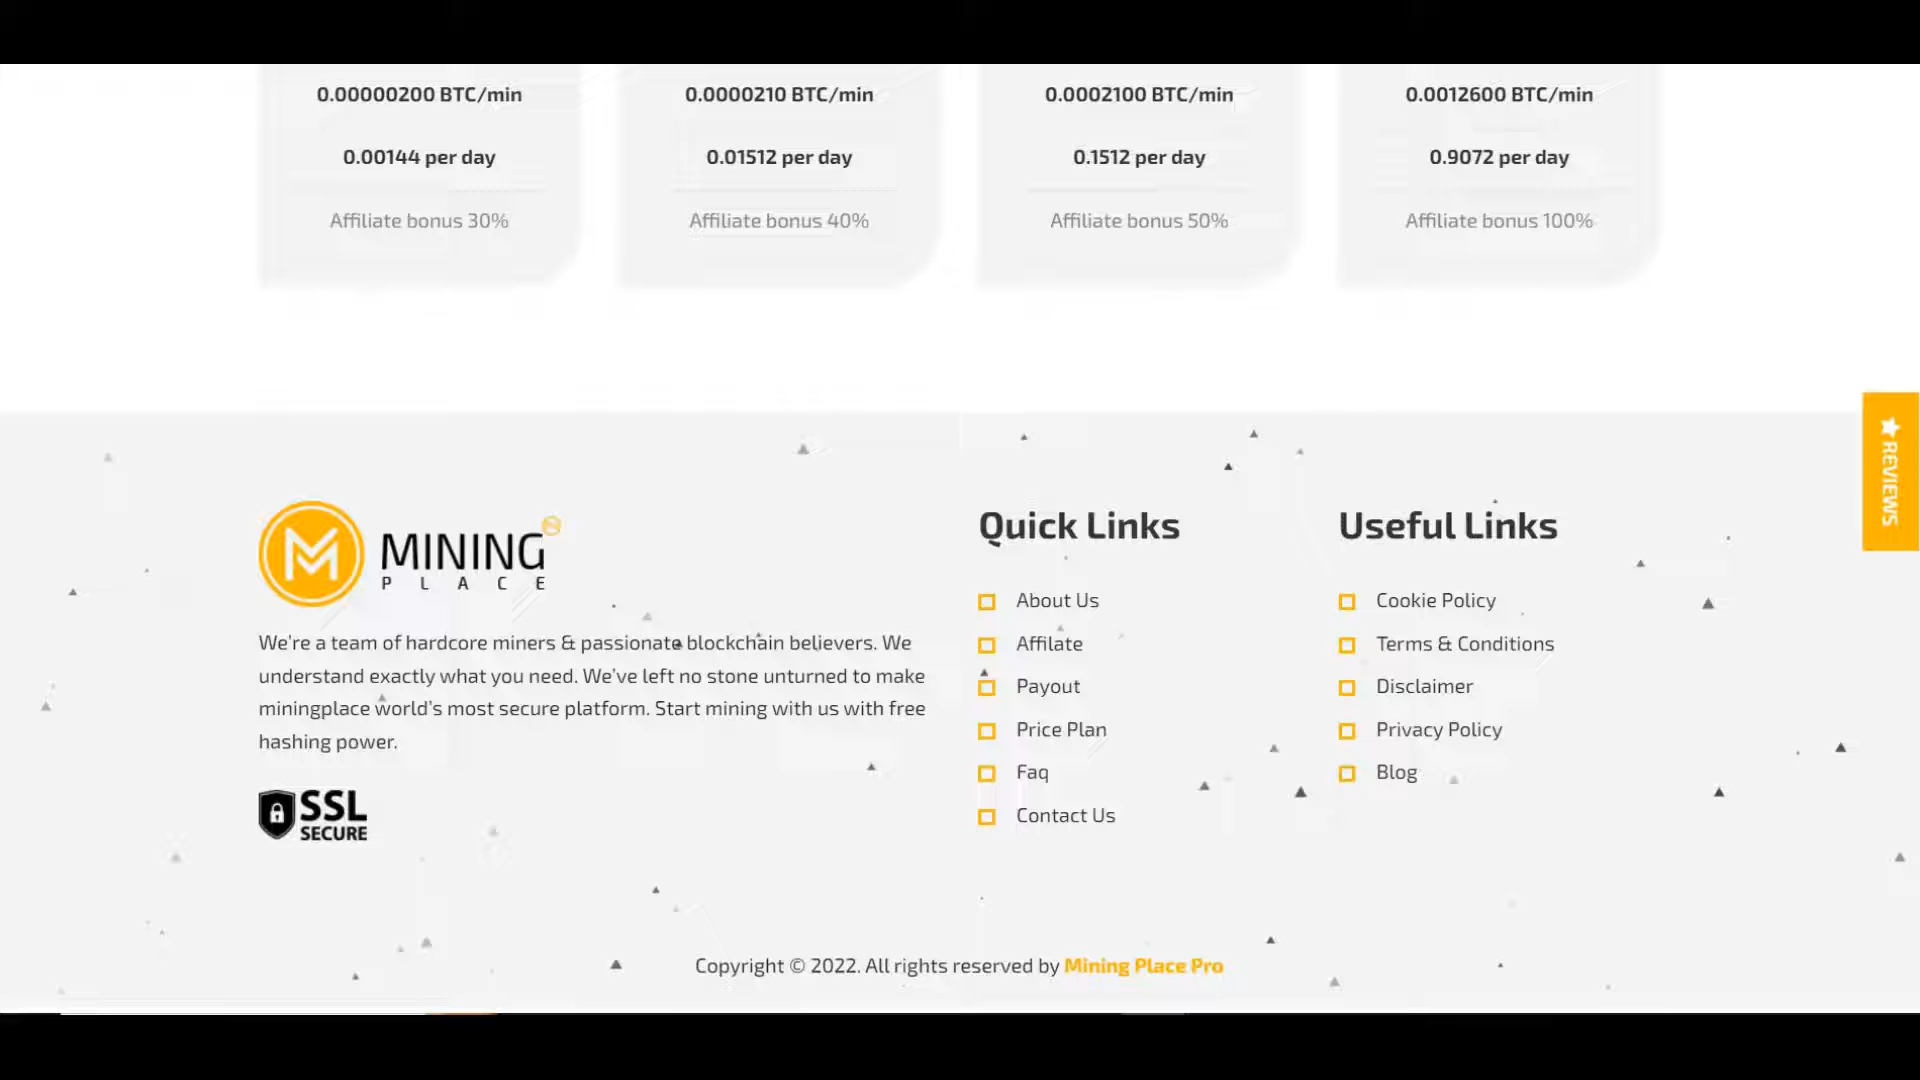 0.00000200 BTC/min
0.0000210 BTC/min
0.0002100 BTC/min
0.0012600 BTC/min
0.00144 per day
0.01512 per day
0.1512 per day
0.9072 per day
Affiliate bonus 30%
Affiliate bonus 40%
Affiliate bonus 50%
Affiliate bonus 100%
REVIEWS
MINING
PLACE
We're a team of hardcore miners & passionate blockchain believers. We
understand exactly what you need. We've left no stone unturned to make
miningplace world's most secure platform. Start mining with us with free
hashing power.
SSL
SECURE
Quick Links
About Us
Affilate
Payout
Price Plan
Faq
Contact Us
Useful Links
Cookie Policy
Terms & Conditions
Disclaimer
Privacy Policy
Blog
Copyright © 2022. All rights reserved by Mining Place Pro